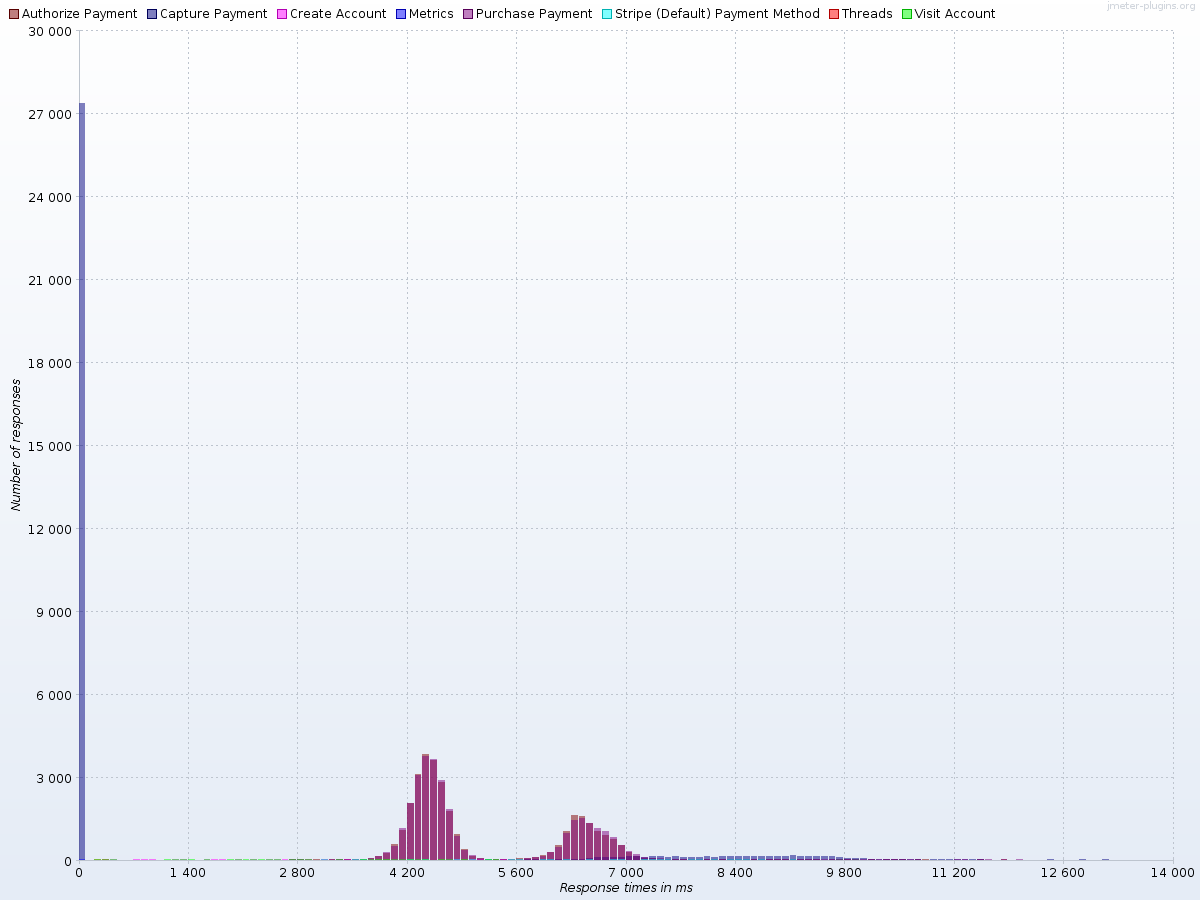 Authorize Payment Capture Payment Create Account Metrics Purchase Payment Stripe (Default) Payment Method Threads Visit Account
jmeter-plugins.org
30 000
27 000
24 000
21 000
18 000
15 000
12 000
9 000
6 000
3 000
0
Number of responses
0 1 400 2 800 4 200 5 600 7 000 8 400 9 800 11 200 12 600 14 000
Response times in ms